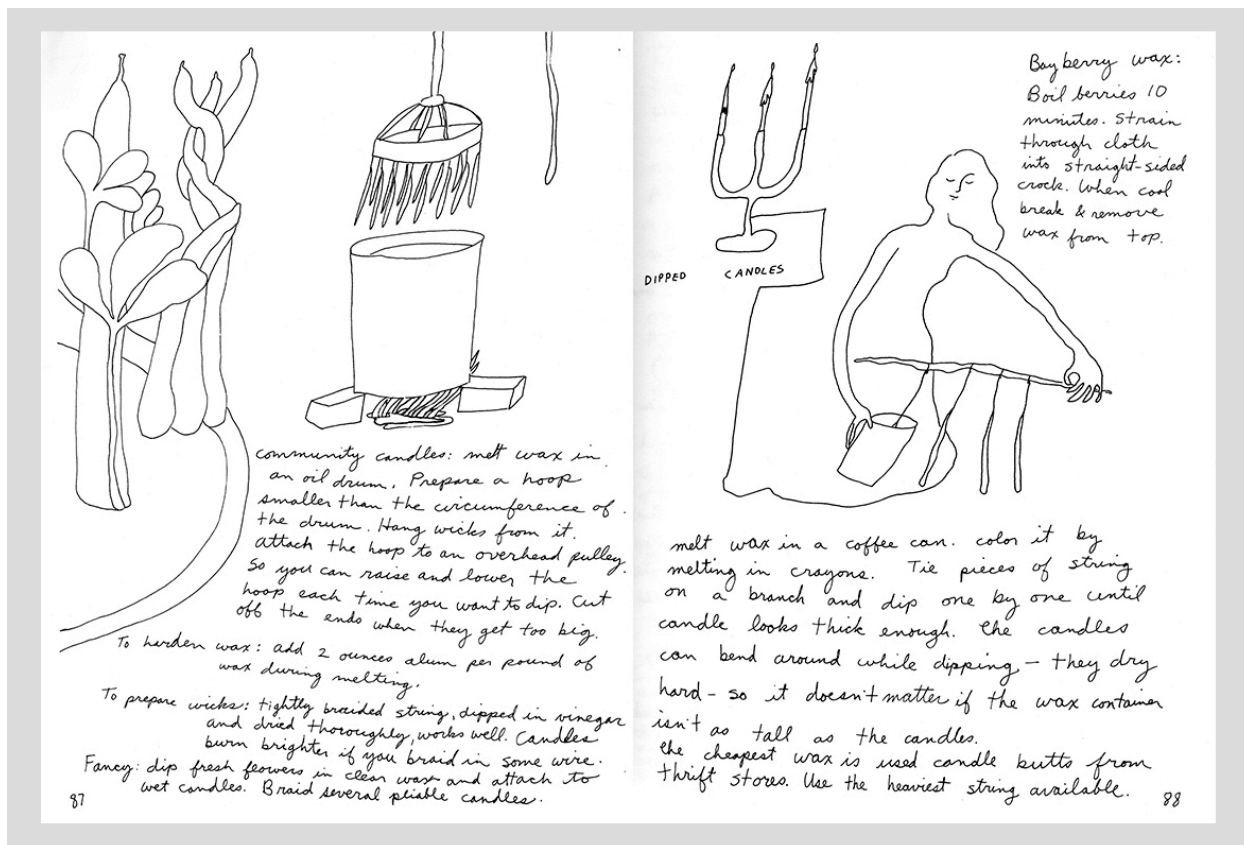 community candles: melt wax in
an oil drum. Prepare a hoop
smaller than the circumference of
the drum. Hang wicks from it.
Attach the hoop to an overhead pulley
So you can raise and lower the
hoop each time you want to dip. Cut
off the ends when they get too big.
To harden wax: add 2 ounces alum per pound of
wax during melting.
To prepare wicks: tightly braided string, dipped in vinegar
and dried thoroughly, works well. Candles
burn brighter if you braid in some wire.
Fancy: dip fresh flowers in clear wax and attach to
wet candles. Braid several pliable candles.
87
Bayberry wax:
Boil berries 10
minutes. Strain
through cloth
into straight-sided
crock. When cool
break & remove
wax from top.
DIPPED CANDLES
melt wax in a coffee can. color it by
melting in crayons. Tie pieces of string
on a branch and dip one by one until
candle looks thick enough. The candles
can bend around while dipping – they dry
hard – so it doesn't matter if the wax container
isn't as tall as the candles.
The cheapest wax is used candle butts from
thrift stores. Use the heaviest string available.
88